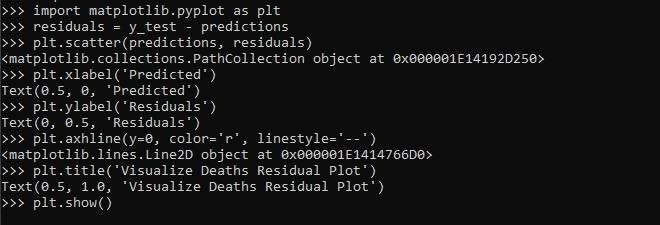 >>> import matplotlib.pyplot as plt
>>> residuals = y_test - predictions
>>> plt.scatter(predictions, residuals)
<matplotlib.collections.PathCollection object at 0x000001E14192D250>
>>> plt.xlabel('Predicted')
Text(0.5, 0, 'Predicted')
>>> plt.ylabel('Residuals')
Text(0, 0.5, 'Residuals')
>>> plt.axhline(y=0, color='r', linestyle='--')
<matplotlib.lines.Line2D object at 0x000001E1414766D0>
>>> plt.title('Visualize Deaths Residual Plot')
Text(0.5, 1.0, 'Visualize Deaths Residual Plot')
>>> plt.show()